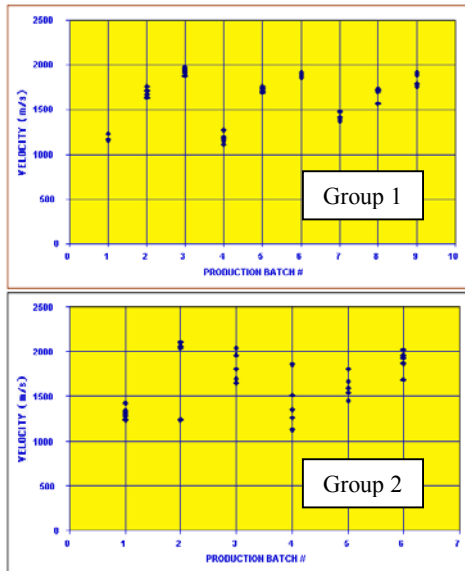 2500
2000
1500
1000
500
0
VELOCITY (m/s)
Group 1
0 1 2 3 4 5 6 7 8 9 10
PRODUCTION BATCH #
2500
2000
1500
1000
500
0
VELOCITY (m/s)
Group 2
0 1 2 3 4 5 6 7
PRODUCTION BATCH #